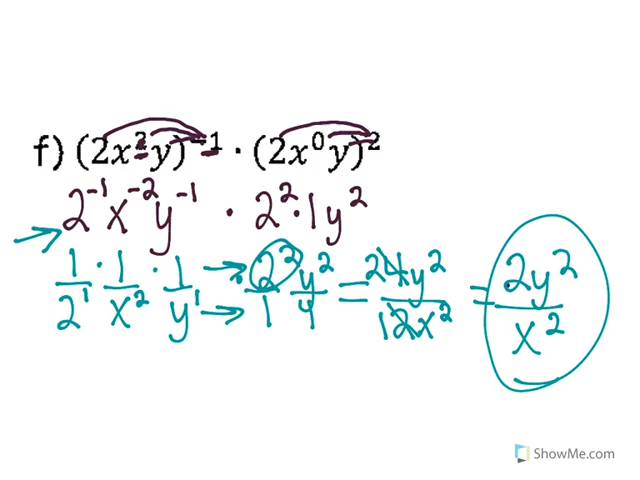 f) (2x²y)⁻¹ · (2x⁰y)²
2⁻¹x⁻²y⁻¹ · 2²·1y²
1/2¹ · 1/x² · 1/y¹ · 2²/1 y²/1 = 24y²/12x² = 2y²/x²
ShowMe.com